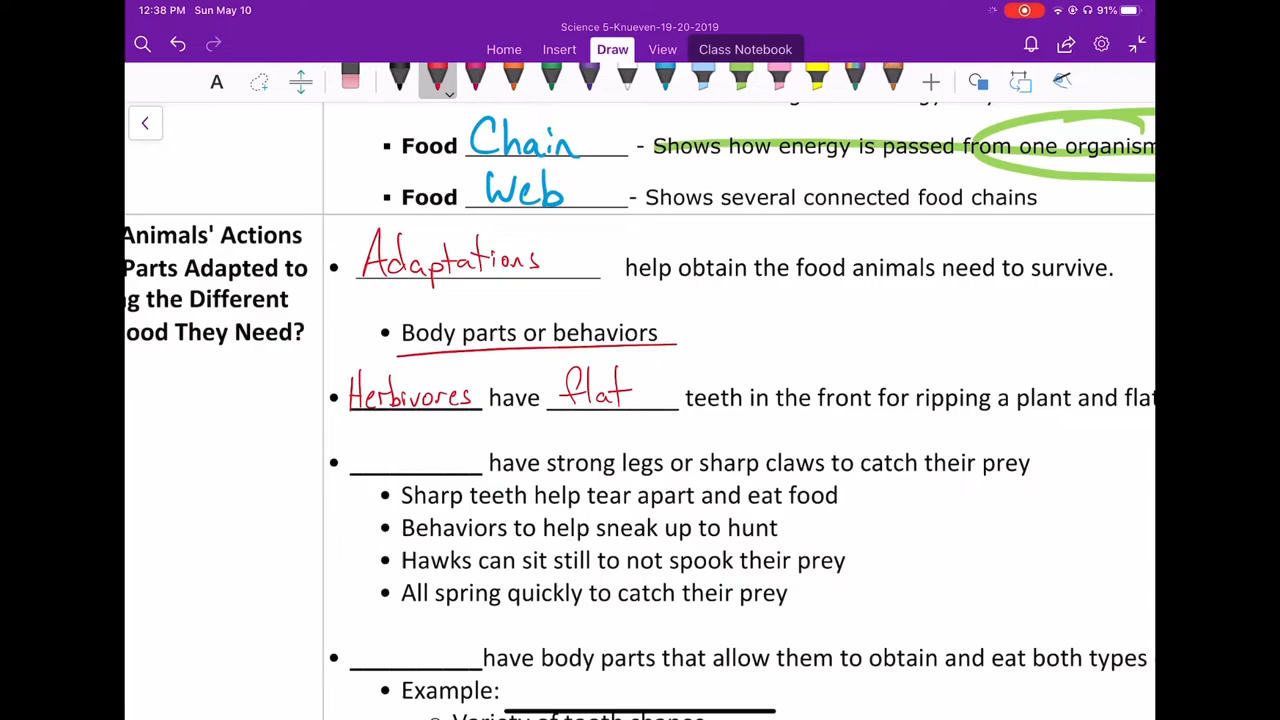 12:38 PM Sun May 10
91%
Science 5-Knueven-19-20-2019
Home Insert Draw View Class Notebook
A
▪ Food Chain - Shows how energy is passed from one organism
▪ Food Web - Shows several connected food chains
Animals' Actions
Parts Adapted to
g the Different
ood They Need?
• Adaptations help obtain the food animals need to survive.
• Body parts or behaviors
• Herbivores have flat teeth in the front for ripping a plant and flat
• __________ have strong legs or sharp claws to catch their prey
• Sharp teeth help tear apart and eat food
• Behaviors to help sneak up to hunt
• Hawks can sit still to not spook their prey
• All spring quickly to catch their prey
• __________have body parts that allow them to obtain and eat both types
• Example:
o Variety of teeth shapes